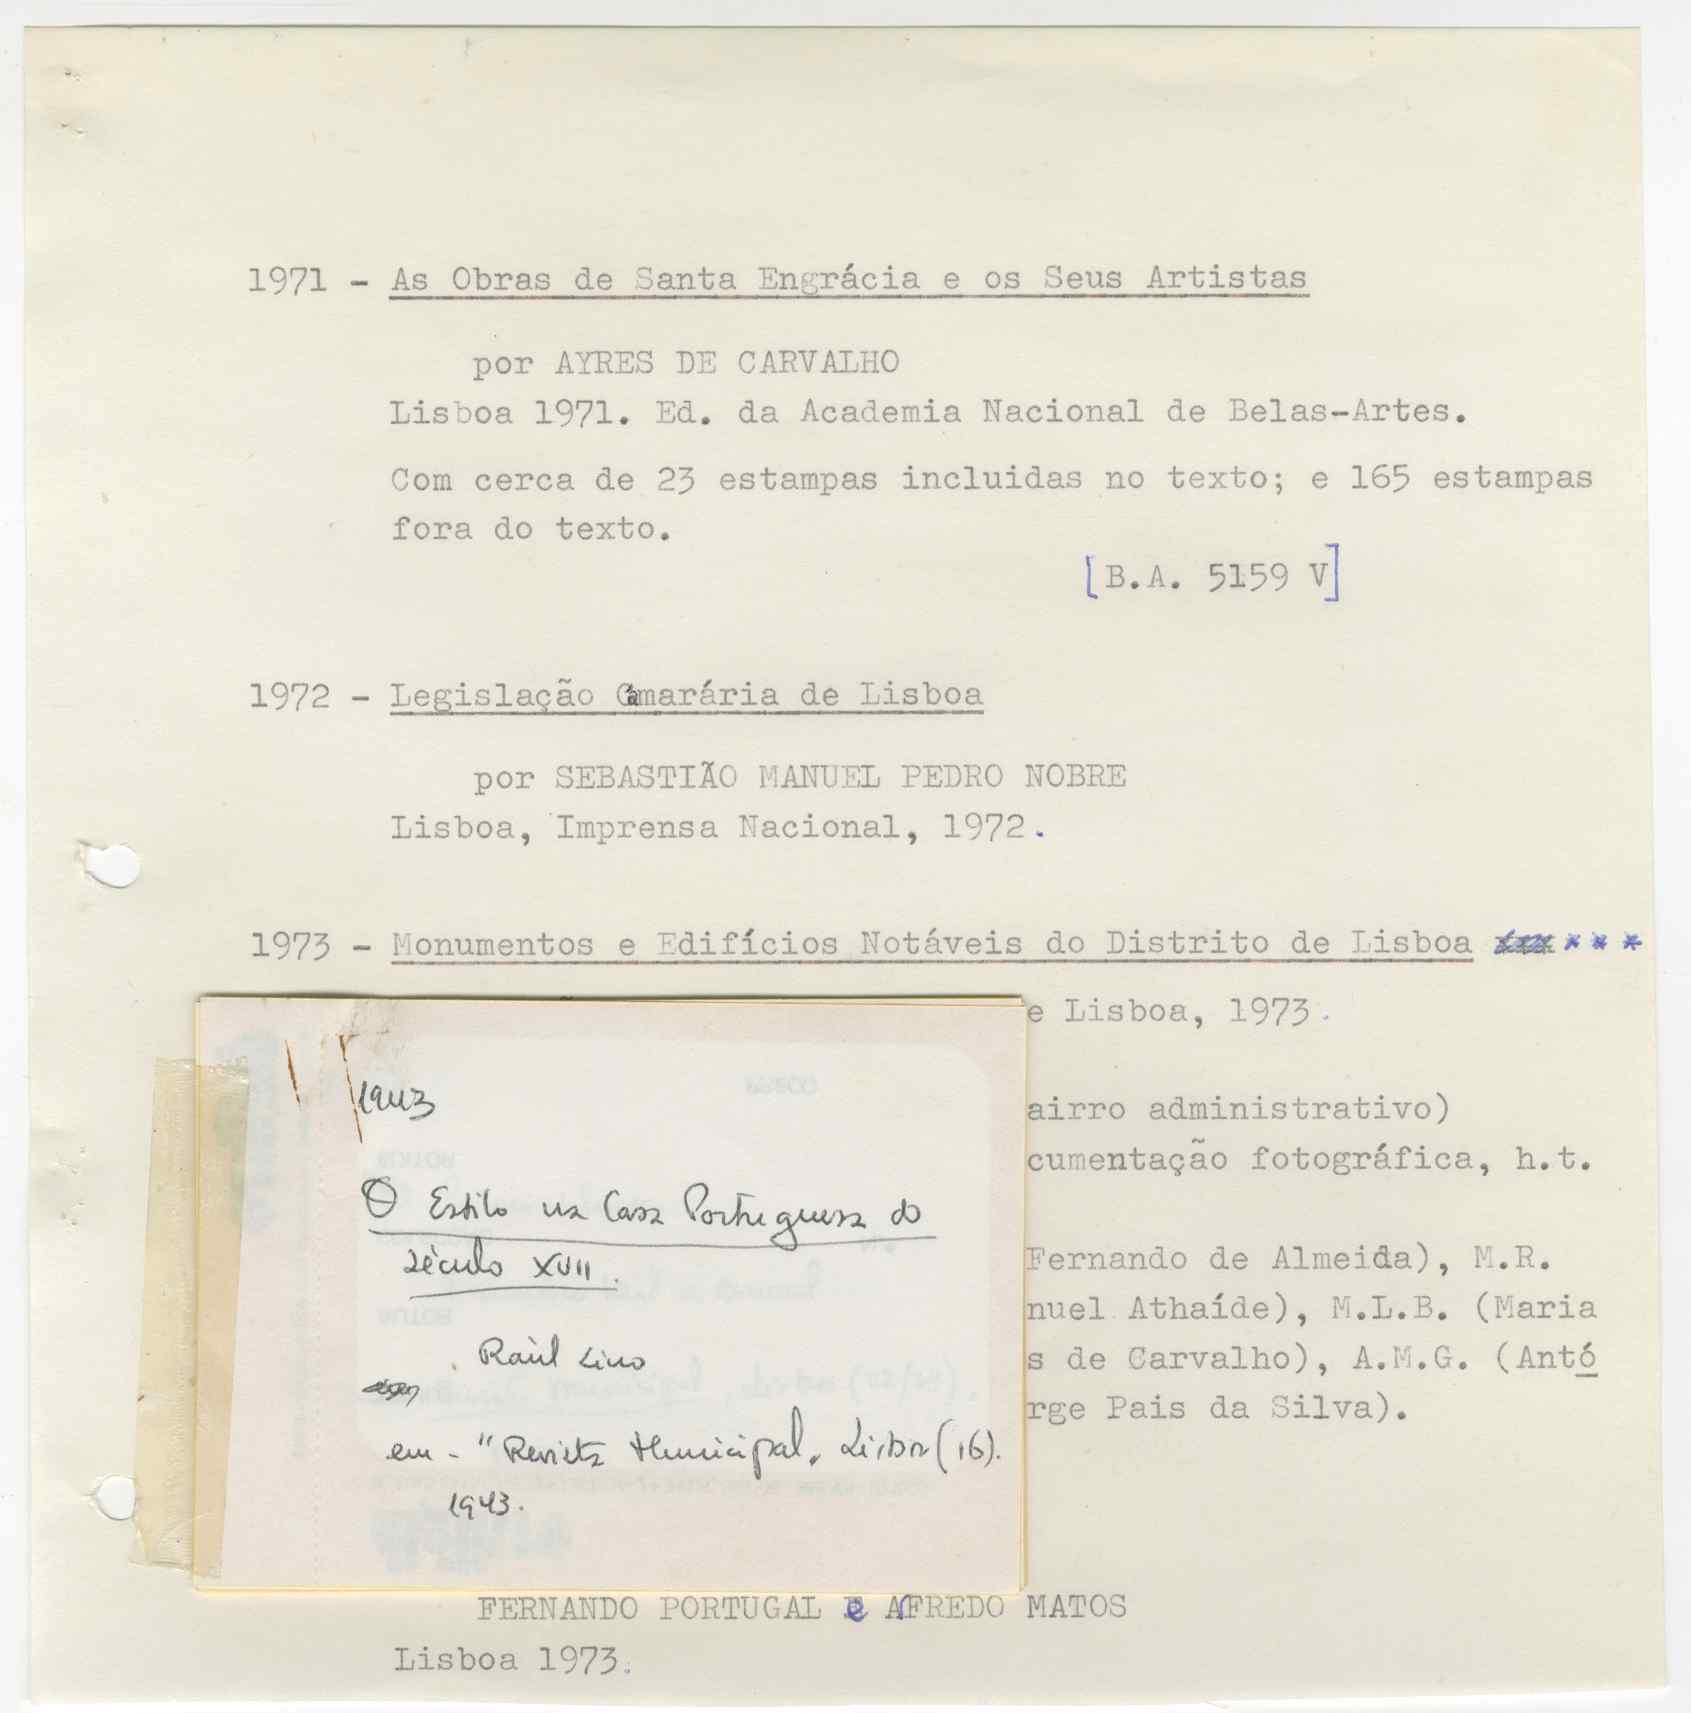 1971 - As Obras de Santa Engrácia e os Seus Artistas
por AYRES DE CARVALHO
Lisboa 1971. Ed. da Academia Nacional de Belas-Artes.
Com cerca de 23 estampas incluidas no texto; e 165 estampas
fora do texto.
[B.A. 5159 V]
1972 - Legislação Camarária de Lisboa
por SEBASTIÃO MANUEL PEDRO NOBRE
Lisboa, Imprensa Nacional, 1972.
1973 - Monumentos e Edifícios Notáveis do Distrito de Lisboa * * *
e Lisboa, 1973.
airro administrativo)
cumentação fotográfica, h.t.
Fernando de Almeida), M.R.
nuel Athaíde), M.L.B. (Maria
s de Carvalho), A.M.G. (Antó
rge Pais da Silva).
1943
O Estilo na Casa Portuguesa do
século XVII.
Raúl Lino
em - "Revista Municipal, Lisboa (16).
1943.
FERNANDO PORTUGAL e AFREDO MATOS
Lisboa 1973.